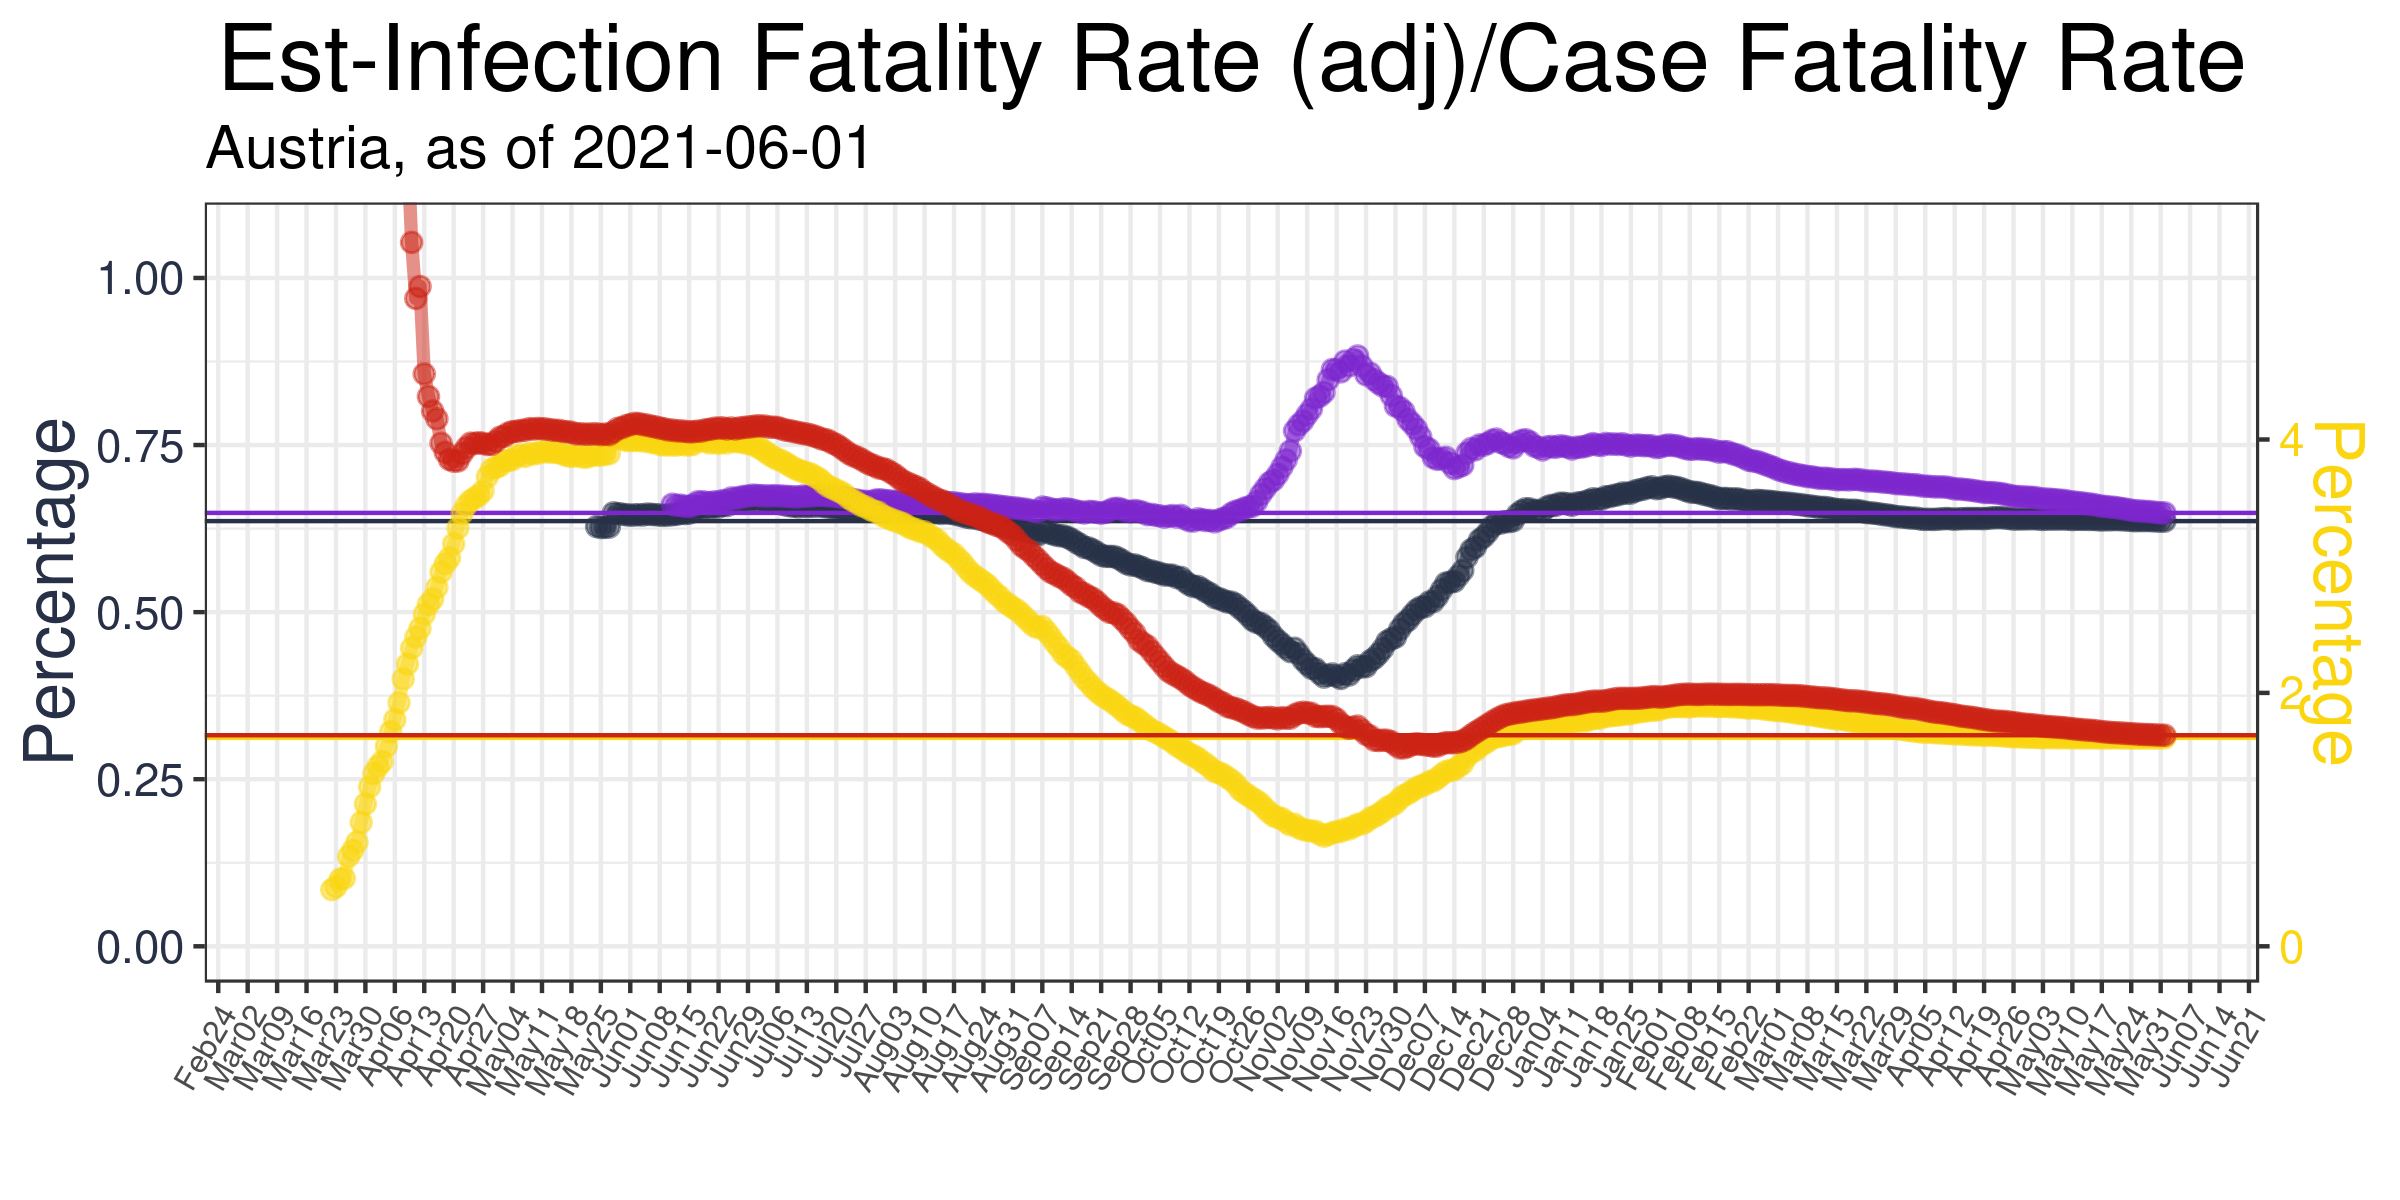 Est-Infection Fatality Rate (adj)/Case Fatality Rate
Austria, as of 2021-06-01
Percentage
1.00
0.75
0.50
0.25
0.00
4
2
0
Percentage
Feb24
Mar02
Mar09
Mar16
Mar23
Mar30
Apr06
Apr13
Apr20
Apr27
May04
May11
May18
May25
Jun01
Jun08
Jun15
Jun22
Jun29
Jul06
Jul13
Jul20
Jul27
Aug03
Aug10
Aug17
Aug24
Aug31
Sep07
Sep14
Sep21
Sep28
Oct05
Oct12
Oct19
Oct26
Nov02
Nov09
Nov16
Nov23
Nov30
Dec07
Dec14
Dec21
Dec28
Jan04
Jan11
Jan18
Jan25
Feb01
Feb08
Feb15
Feb22
Mar01
Mar08
Mar15
Mar22
Mar29
Apr05
Apr12
Apr19
Apr26
May03
May10
May17
May24
May31
Jun07
Jun14
Jun21